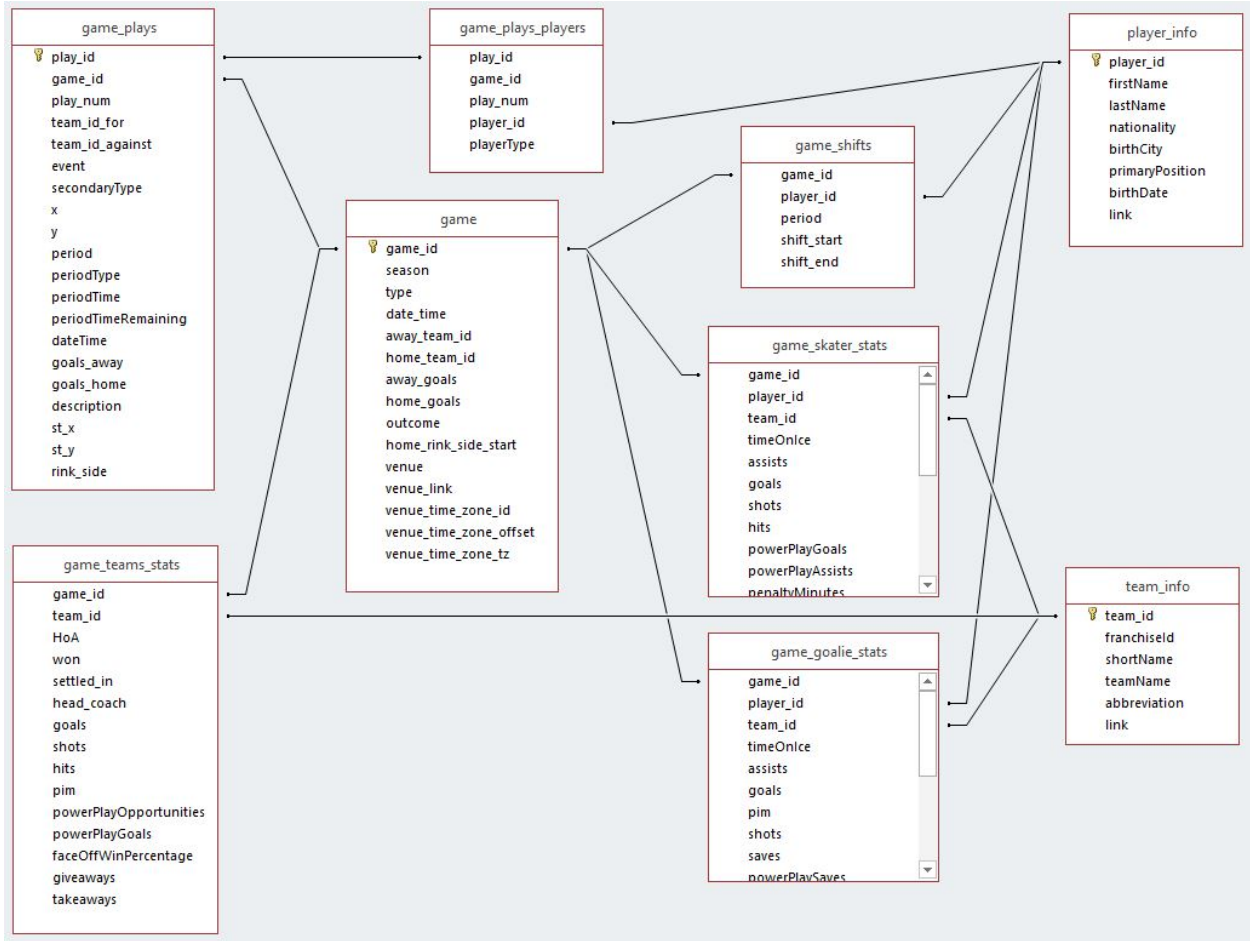 game_plays
play_id
game_id
play_num
team_id_for
team_id_against
event
secondaryType
x
y
period
periodType
periodTime
periodTimeRemaining
dateTime
goals_away
goals_home
description
st_x
st_y
rink_side
game_plays_players
play_id
game_id
play_num
player_id
playerType
player_info
player_id
firstName
lastName
nationality
birthCity
primaryPosition
birthDate
link
game_shifts
game_id
player_id
period
shift_start
shift_end
game
game_id
season
type
date_time
away_team_id
home_team_id
away_goals
home_goals
outcome
home_rink_side_start
venue
venue_link
venue_time_zone_id
venue_time_zone_offset
venue_time_zone_tz
game_skater_stats
game_id
player_id
team_id
timeOnIce
assists
goals
shots
hits
powerPlayGoals
powerPlayAssists
penaltyMinutes
game_teams_stats
game_id
team_id
HoA
won
settled_in
head_coach
goals
shots
hits
pim
powerPlayOpportunities
powerPlayGoals
faceOffWinPercentage
giveaways
takeaways
team_info
team_id
franchiseId
shortName
teamName
abbreviation
link
game_goalie_stats
game_id
player_id
team_id
timeOnIce
assists
goals
pim
shots
saves
powerPlaySaves